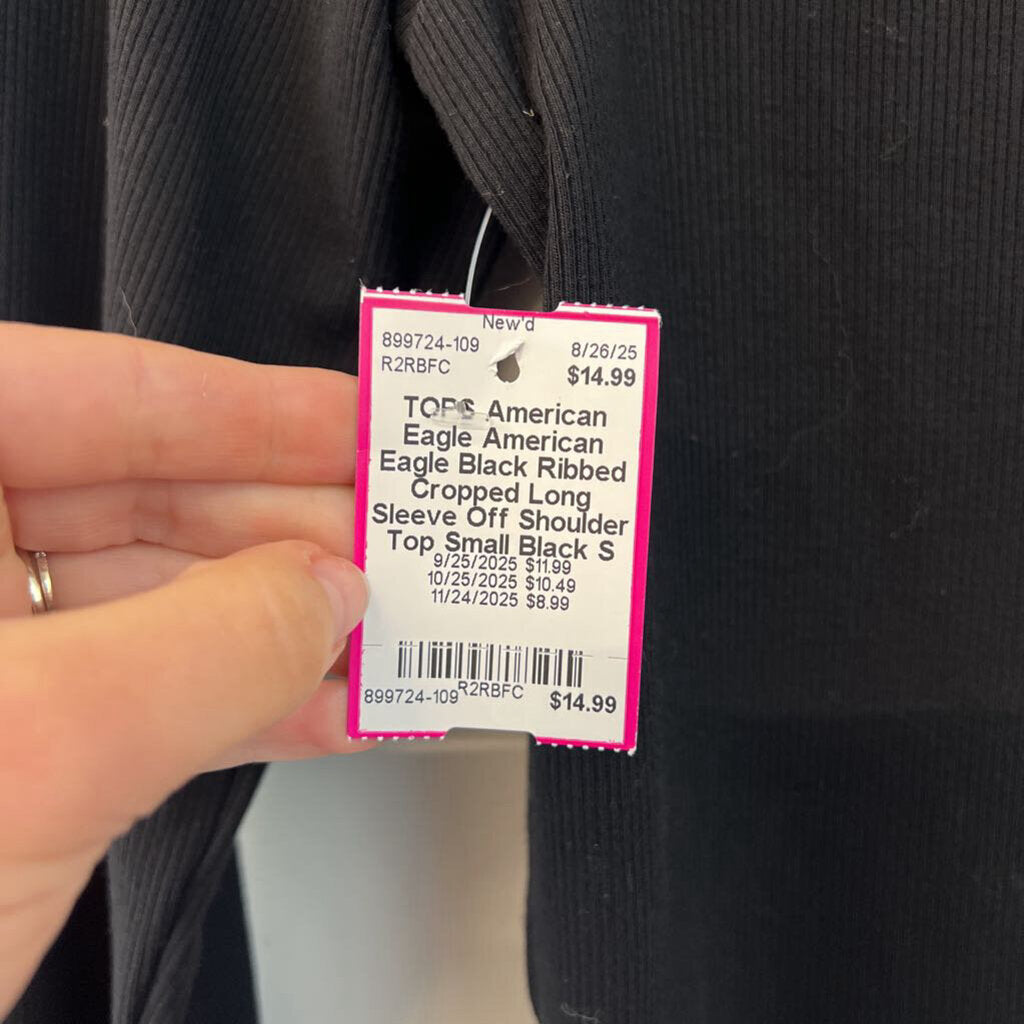 New'd
899724-109 8/26/25
R2RBFC $14.99
TOPS American
Eagle American
Eagle Black Ribbed
Cropped Long
Sleeve Off Shoulder
Top Small Black S
9/25/2025 $11.99
10/25/2025 $10.49
11/24/2025 $8.99
899724-109 R2RBFC $14.99